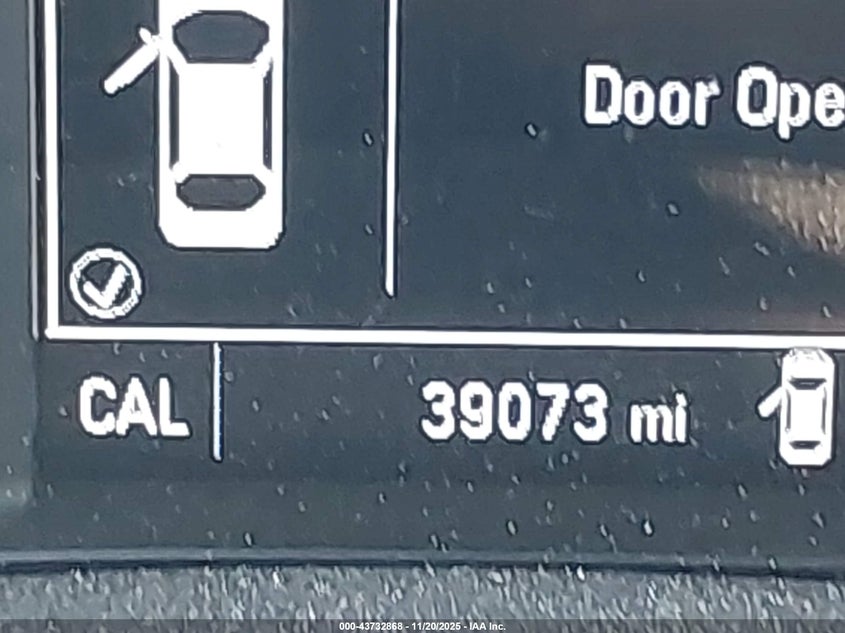 Door Ope
CAL
39073 mi
000-43732868 - 11/20/2025 - IAA Inc.